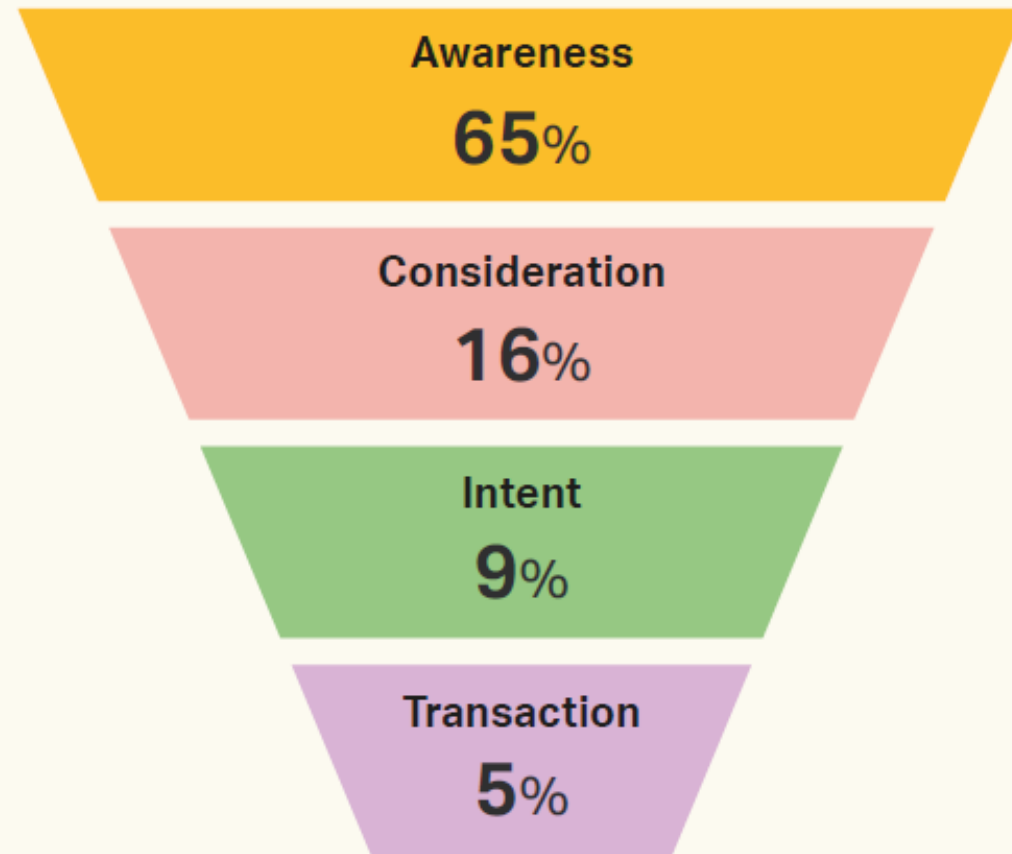 Awareness
65%
Consideration
16%
Intent
9%
Transaction
5%